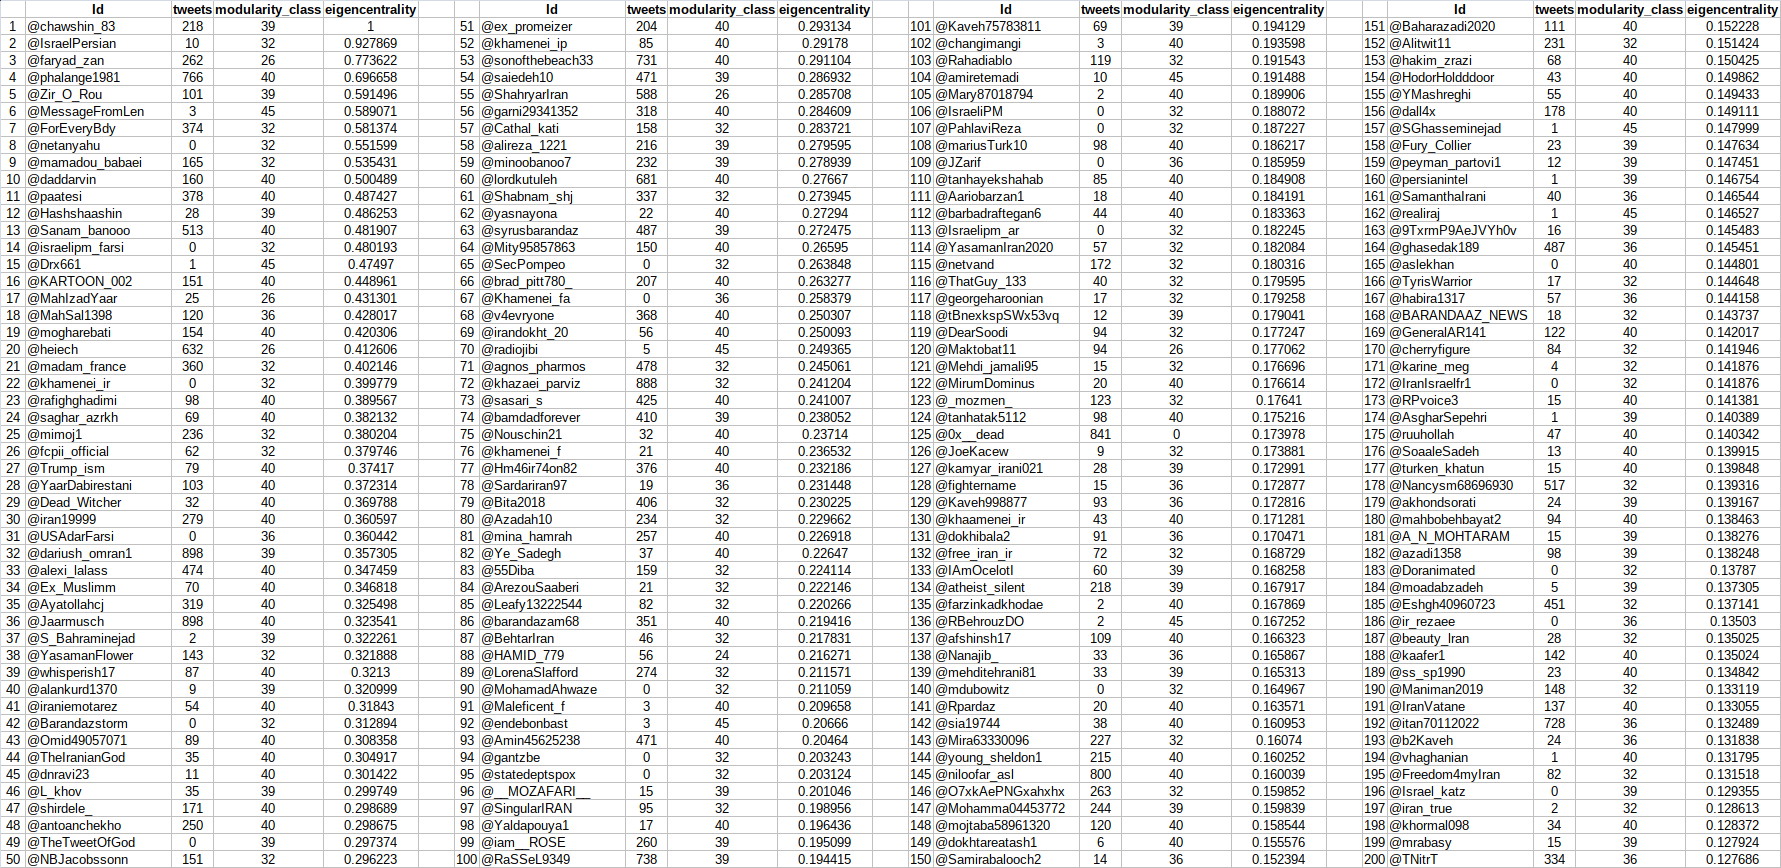 Id tweets modularity_class eigencentrality Id tweets modularity_class eigencentrality Id tweets modularity_class eigencentrality Id tweets modularity_class eigencentrality
1 @chawshin_83 218 39 1 51 @ex_promeizer 204 40 0.293134 101 @Kaveh75783811 69 39 0.194129 151 @Baharazadi2020 111 40 0.152228
2 @IsraelPersian 10 32 0.927869 52 @khamenei_ip 85 40 0.29178 102 @changimangi 3 40 0.193598 152 @Alitwit11 231 32 0.151424
3 @faryad_zan 262 26 0.773622 53 @sonofthebeach33 731 40 0.291104 103 @Rahadiablo 119 32 0.191543 153 @hakim_zrazi 68 40 0.150425
4 @phalange1981 766 40 0.696658 54 @saiedeh10 471 39 0.286932 104 @amiretemadi 10 45 0.191488 154 @HodorHoldddoor 43 40 0.149862
5 @Zir_O_Rou 101 39 0.591496 55 @ShahryarIran 588 26 0.285708 105 @Mary87018794 2 40 0.189906 155 @YMashreghi 55 40 0.149433
6 @MessageFromLen 3 45 0.589071 56 @garni29341352 318 40 0.284609 106 @IsraeliPM 0 32 0.188072 156 @dall4x 178 40 0.149111
7 @ForEveryBdy 374 32 0.581374 57 @Cathal_kati 158 32 0.283721 107 @PahlaviReza 0 32 0.187227 157 @SGhasseminejad 1 45 0.147999
8 @netanyahu 0 32 0.551599 58 @alireza_1221 216 39 0.279595 108 @mariusTurk10 98 40 0.186217 158 @Fury_Collier 23 39 0.147634
9 @mamadou_babaei 165 32 0.535431 59 @minoobanoo7 232 39 0.278939 109 @JZarif 0 36 0.185959 159 @peyman_partovi1 12 39 0.147451
10 @daddarvin 160 40 0.500489 60 @lordkutuleh 681 40 0.27667 110 @tanhayekshahab 85 40 0.184908 160 @persianintel 1 39 0.146754
11 @paatesi 378 40 0.487427 61 @Shabnam_shj 337 32 0.273945 111 @Aariobarzan1 18 40 0.184191 161 @SamanthaIrani 40 36 0.146544
12 @Hashshaashin 28 39 0.486253 62 @yasnayona 22 40 0.27294 112 @barbadraftegan6 44 40 0.183363 162 @realiraj 1 45 0.146527
13 @Sanam_banooo 513 40 0.481907 63 @syrusbarandaz 487 39 0.272475 113 @Israelipm_ar 0 32 0.182245 163 @9TxrmP9AeJVYh0v 16 39 0.145483
14 @israelipm_farsi 0 32 0.480193 64 @Mity95857863 150 40 0.26595 114 @YasamanIran2020 57 32 0.182084 164 @ghasedak189 487 36 0.145451
15 @Drx661 1 45 0.47497 65 @SecPompeo 0 32 0.263848 115 @netvand 172 32 0.180316 165 @aslekhan 0 40 0.144801
16 @KARTOON_002 151 40 0.448961 66 @brad_pitt780_ 207 40 0.263277 116 @ThatGuy_133 40 32 0.179595 166 @TyrisWarrior 17 32 0.144648
17 @MahIzadYaar 25 26 0.431301 67 @Khamenei_fa 0 36 0.258379 117 @georgeharoonian 17 32 0.179258 167 @habira1317 57 36 0.144158
18 @MahSal1398 120 36 0.428017 68 @v4evryone 368 40 0.250307 118 @tBnexkspSWx53vq 12 39 0.179041 168 @BARANDAAZ_NEWS 18 32 0.143737
19 @mogharebati 154 40 0.420306 69 @irandokht_20 56 40 0.250093 119 @DearSoodi 94 32 0.177247 169 @GeneralAR141 122 40 0.142017
20 @heiech 632 26 0.412606 70 @radiojibi 5 45 0.249365 120 @Maktobat11 94 26 0.177062 170 @cherryfigure 84 32 0.141946
21 @madam_france 360 32 0.402146 71 @agnos_pharmos 478 32 0.245061 121 @Mehdi_jamali95 15 32 0.176696 171 @karine_meg 4 32 0.141876
22 @khamenei_ir 0 32 0.399779 72 @khazaei_parviz 888 32 0.241204 122 @MirumDominus 20 40 0.176614 172 @IranIsraelfr1 0 32 0.141876
23 @rafighghadimi 98 40 0.389567 73 @sasari_s 425 40 0.241007 123 @_mozmen_ 123 32 0.17641 173 @RPvoice3 15 40 0.141381
24 @saghar_azrkh 69 40 0.382132 74 @bamdadforever 410 39 0.238052 124 @tanhatak5112 98 40 0.175216 174 @AsgharSepehri 1 39 0.140389
25 @mimoj1 236 32 0.380204 75 @Nouschin21 32 40 0.23714 125 @0x__dead 841 0 0.173978 175 @ruuhollah 47 40 0.140342
26 @fcpii_official 62 32 0.379746 76 @khamenei_f 21 40 0.236532 126 @JoeKacew 9 32 0.173881 176 @SoaaleSadeh 13 40 0.139915
27 @Trump_ism 79 40 0.37417 77 @Hm46ir74on82 376 40 0.232186 127 @kamyar_irani021 28 39 0.172991 177 @turken_khatun 15 40 0.139848
28 @YaarDabirestani 103 40 0.372314 78 @Sardariran97 19 36 0.231448 128 @fightername 15 36 0.172877 178 @Nancysm68696930 517 32 0.139316
29 @Dead_Witcher 32 40 0.369788 79 @Bita2018 406 32 0.230225 129 @Kaveh998877 93 36 0.172816 179 @akhondsorati 24 39 0.139167
30 @iran19999 279 40 0.360597 80 @Azadah10 234 32 0.229662 130 @khaamenei_ir 43 40 0.171281 180 @mahbobehbayat2 94 40 0.138463
31 @USAdarFarsi 0 36 0.360442 81 @mina_hamrah 257 40 0.226918 131 @dokhibala2 91 36 0.170471 181 @A_N_MOHTARAM 15 39 0.138276
32 @dariush_omran1 898 39 0.357305 82 @Ye_Sadegh 37 40 0.22647 132 @free_iran_ir 72 32 0.168729 182 @azadi1358 98 39 0.138248
33 @alexi_lalass 474 40 0.347459 83 @55Diba 159 32 0.224114 133 @IAmOcelotI 60 39 0.168258 183 @Doranimated 0 32 0.13787
34 @Ex_Muslimm 70 40 0.346818 84 @ArezouSaaberi 21 32 0.222146 134 @atheist_silent 218 39 0.167917 184 @moadabzadeh 5 39 0.137305
35 @Ayatollahcj 319 40 0.325498 85 @Leafy13222544 82 32 0.220266 135 @farzinkadkhodae 2 40 0.167869 185 @Eshgh40960723 451 32 0.137141
36 @Jaarmusch 898 40 0.323541 86 @barandazam68 351 40 0.219416 136 @RBehrouzDO 2 45 0.167252 186 @ir_rezaee 0 36 0.13503
37 @S_Bahraminejad 2 39 0.322261 87 @BehtarIran 46 32 0.217831 137 @afshinsh17 109 40 0.166323 187 @beauty_Iran 28 32 0.135025
38 @YasamanFlower 143 32 0.321888 88 @HAMID_779 56 24 0.216271 138 @Nanajib_ 33 36 0.165867 188 @kaafer1 142 40 0.135024
39 @whisperish17 87 40 0.3213 89 @LorenaSlafford 274 32 0.211571 139 @mehditehrani81 33 39 0.165313 189 @ss_sp1990 23 40 0.134842
40 @alankurd1370 9 39 0.320999 90 @MohamadAhwaze 0 32 0.211059 140 @mdubowitz 0 32 0.164967 190 @Maniman2019 148 32 0.133119
41 @iraniemotarez 54 40 0.31843 91 @Maleficent_f 3 40 0.209658 141 @Rpardaz 20 40 0.163571 191 @IranVatane 137 40 0.133055
42 @Barandazstorm 0 32 0.312894 92 @endebonbast 3 45 0.20666 142 @sia19744 38 40 0.160953 192 @itan70112022 728 36 0.132489
43 @Omid49057071 89 40 0.308358 93 @Amin45625238 471 40 0.20464 143 @Mira63330096 227 32 0.16074 193 @b2Kaveh 24 36 0.131838
44 @TheIranianGod 35 40 0.304917 94 @gantzbe 0 32 0.203243 144 @young_sheldon1 215 40 0.160252 194 @vhaghanian 1 40 0.131795
45 @dnravi23 11 40 0.301422 95 @statedeptspox 0 32 0.203124 145 @niloofar_asl 800 40 0.160039 195 @Freedom4myIran 82 32 0.131518
46 @L_khov 35 39 0.299749 96 @__MOZAFARI__ 15 39 0.201046 146 @O7xkAePNGxahxhx 263 32 0.159852 196 @Israel_katz 0 39 0.129355
47 @shirdele_ 171 40 0.298689 97 @SingularIRAN 95 32 0.198956 147 @Mohamma04453772 244 39 0.159839 197 @iran_true 2 32 0.128613
48 @antoanchekho 250 40 0.298675 98 @Yaldapouya1 17 40 0.196436 148 @mojtaba58961320 120 40 0.158544 198 @khormal098 34 40 0.128372
49 @TheTweetOfGod 0 39 0.297374 99 @iam__ROSE 260 39 0.195099 149 @dokhtareatash1 6 40 0.155576 199 @mrabasy 15 39 0.127924
50 @NBJacobssonn 151 32 0.296223 100 @RaSSeL9349 738 39 0.194415 150 @Samirabalooch2 14 36 0.152394 200 @TNitrT 334 36 0.127686